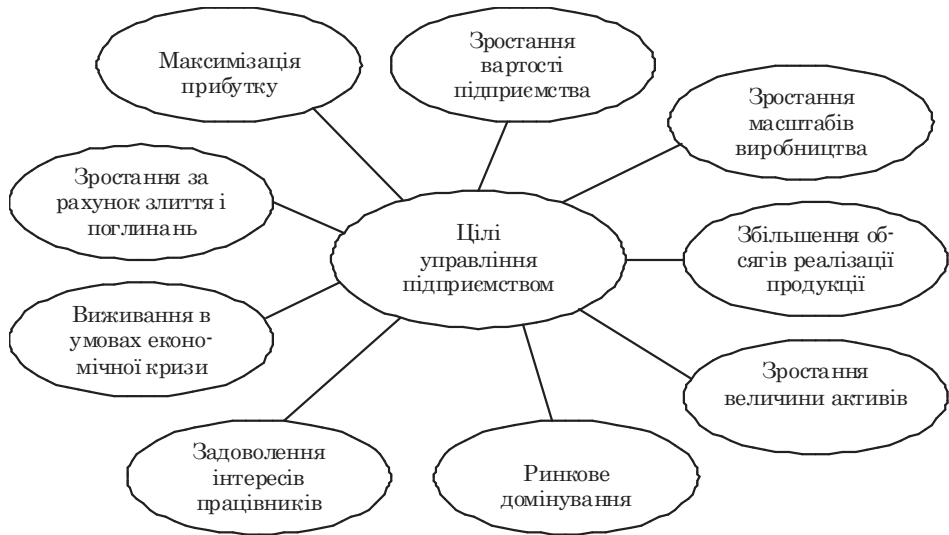 Максимізація
прибутку
Зростання
вартості
підприємства
Зростання
масштабів
виробництва
Зростання за
рахунок злиття і
поглинань
Цілі
управління
підприємством
Збільшення об-
сягів реалізації
продукції
Виживання в
умовах еконо-
мічної кризи
Зростання
величини активів
Задоволення
інтересів
працівників
Ринкове
домінування